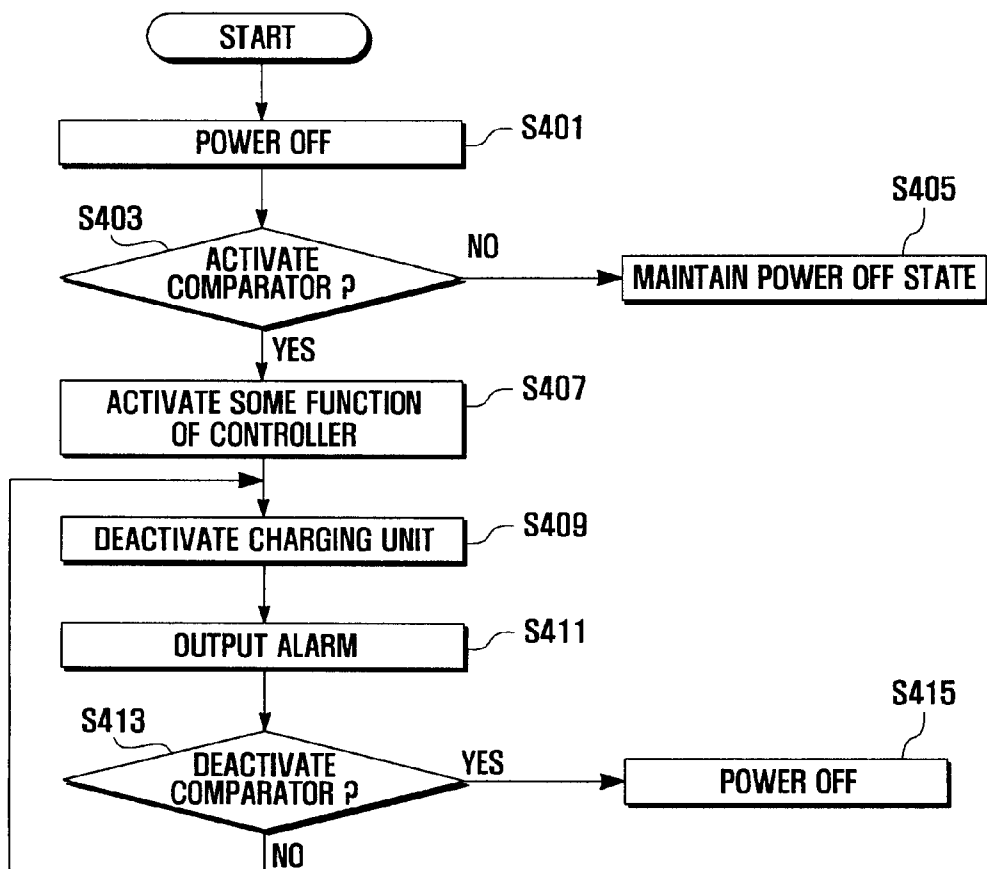 START
POWER OFF
S401
S403
ACTIVATE
COMPARATOR ?
NO
S405
MAINTAIN POWER OFF STATE
YES
ACTIVATE SOME FUNCTION
OF CONTROLLER
S407
DEACTIVATE CHARGING UNIT
S409
OUTPUT ALARM
S411
S413
DEACTIVATE
COMPARATOR ?
YES
S415
POWER OFF
NO